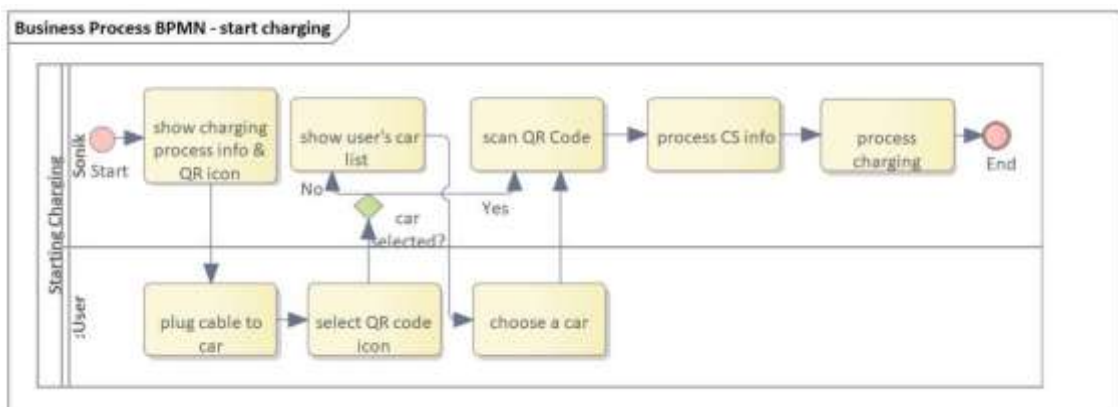 Business Process BPMN - start charging
Starting Charging
Sonik
Start
show charging
process info &
QR icon
show user's car
list
scan QR Code
process CS info
process
charging
End
No
Yes
car
selected?
:User
plug cable to
car
select QR code
icon
choose a car